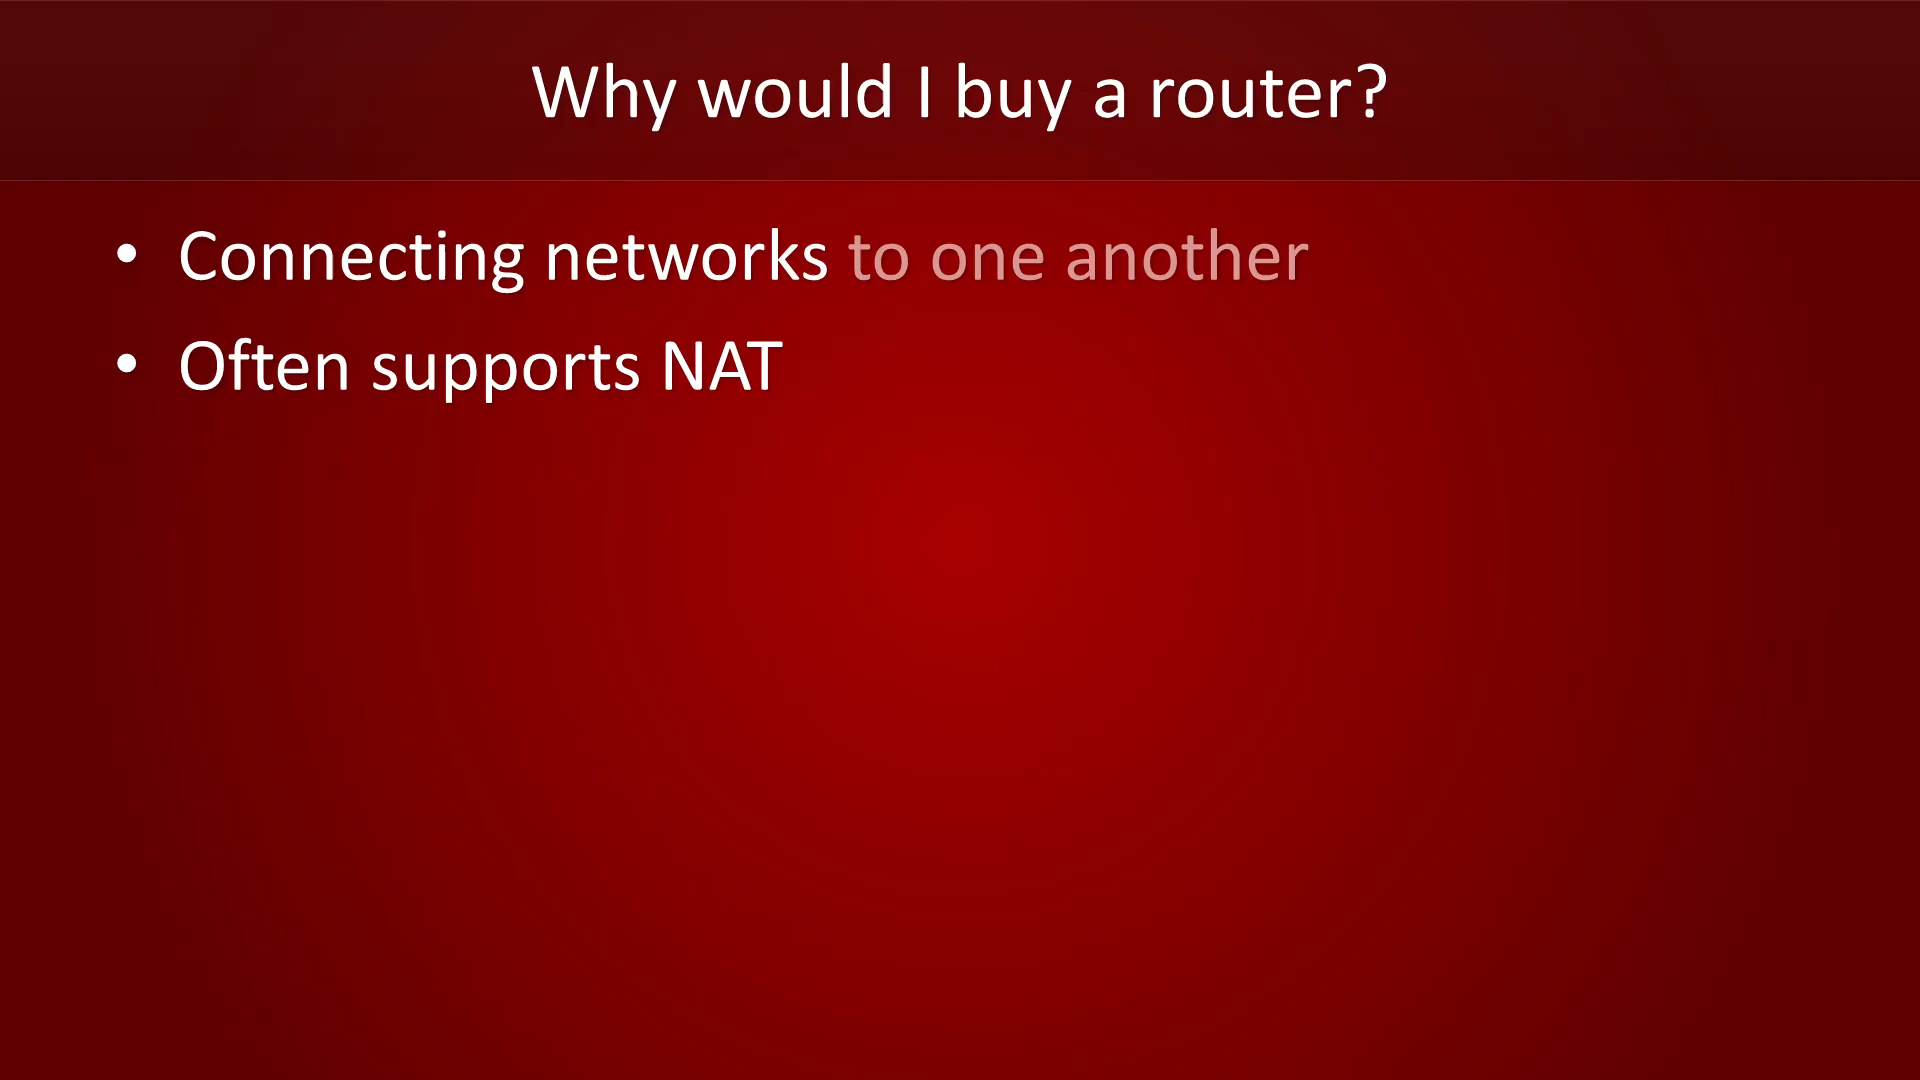 Why would I buy a router?
• Connecting networks to one another
• Often supports NAT